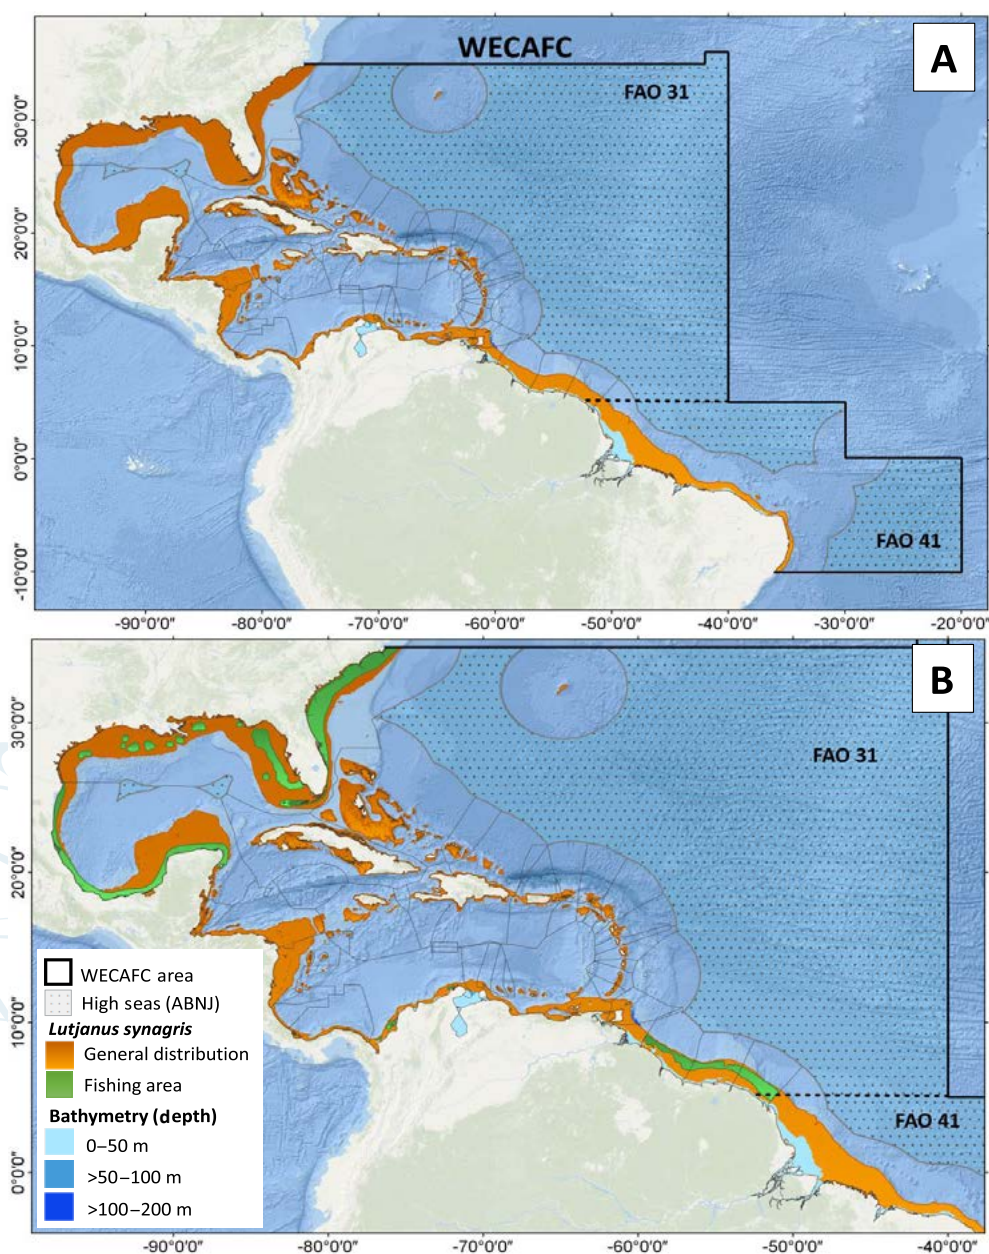 WECAFC
A
FAO 31
FAO 41
30°0'0"
20°0'0"
10°0'0"
0°0'0"
-10°0'0"
-90°0'0"
-80°0'0"
-70°0'0"
-60°0'0"
-50°0'0"
-40°0'0"
-30°0'0"
-20°0'0"
B
FAO 31
FAO 41
30°0'0"
20°0'0"
10°0'0"
0°0'0"
WECAFC area
High seas (ABNJ)
Lutjanus synagris
General distribution
Fishing area
Bathymetry (depth)
0–50 m
>50–100 m
>100–200 m
-90°0'0"
-80°0'0"
-70°0'0"
-60°0'0"
-50°0'0"
-40°0'0"